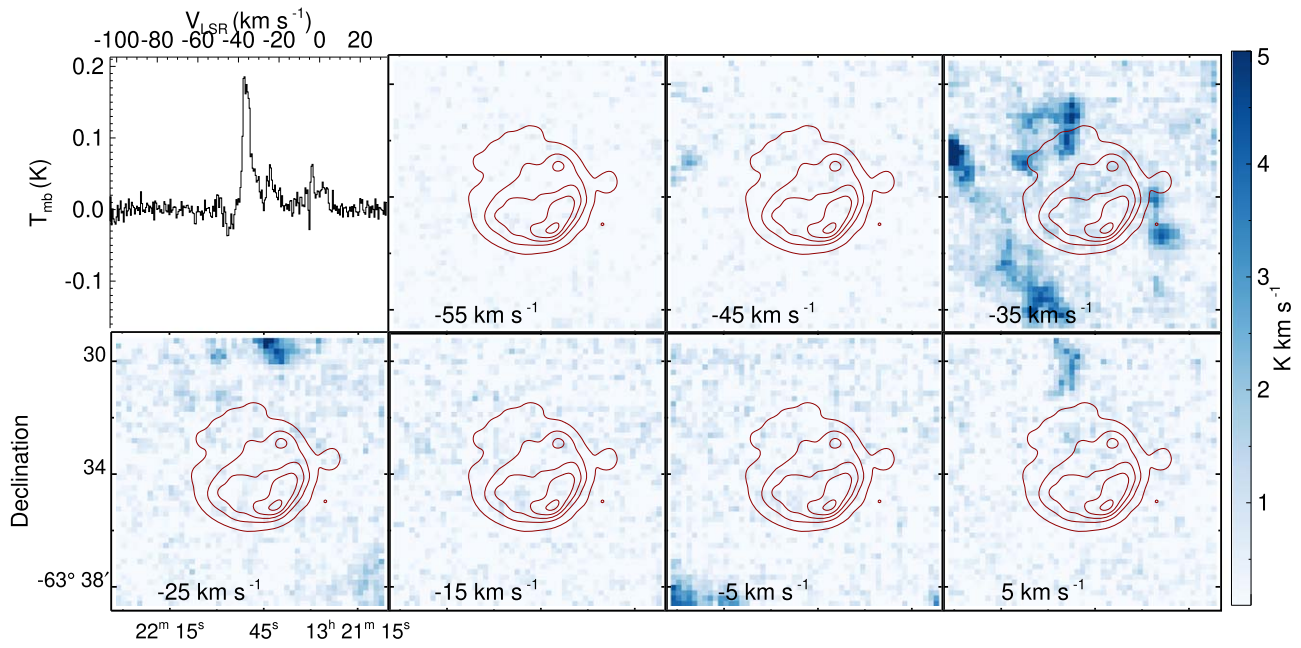 V_LSR (km s^-1)
-100 -80 -60 -40 -20 0 20
0.2
0.1
0.0
-0.1
T_mb (K)
-55 km s^-1
-45 km s^-1
-35 km s^-1
5
4
3
2
1
K km s^-1
30
34
-63° 38′
Declination
-25 km s^-1
-15 km s^-1
-5 km s^-1
5 km s^-1
22^m 15^s
45^s
13^h 21^m 15^s